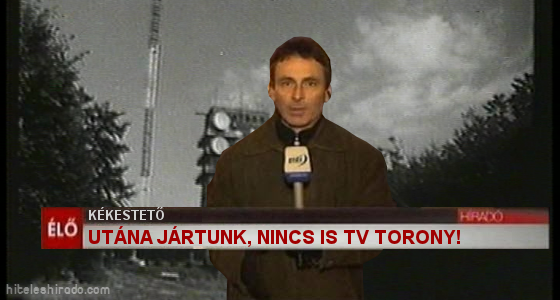 KÉKESTETŐ
HÍRADÓ
ÉLŐ
UTÁNA JÁRTUNK, NINCS IS TV TORONY!
hiteleshirado.com